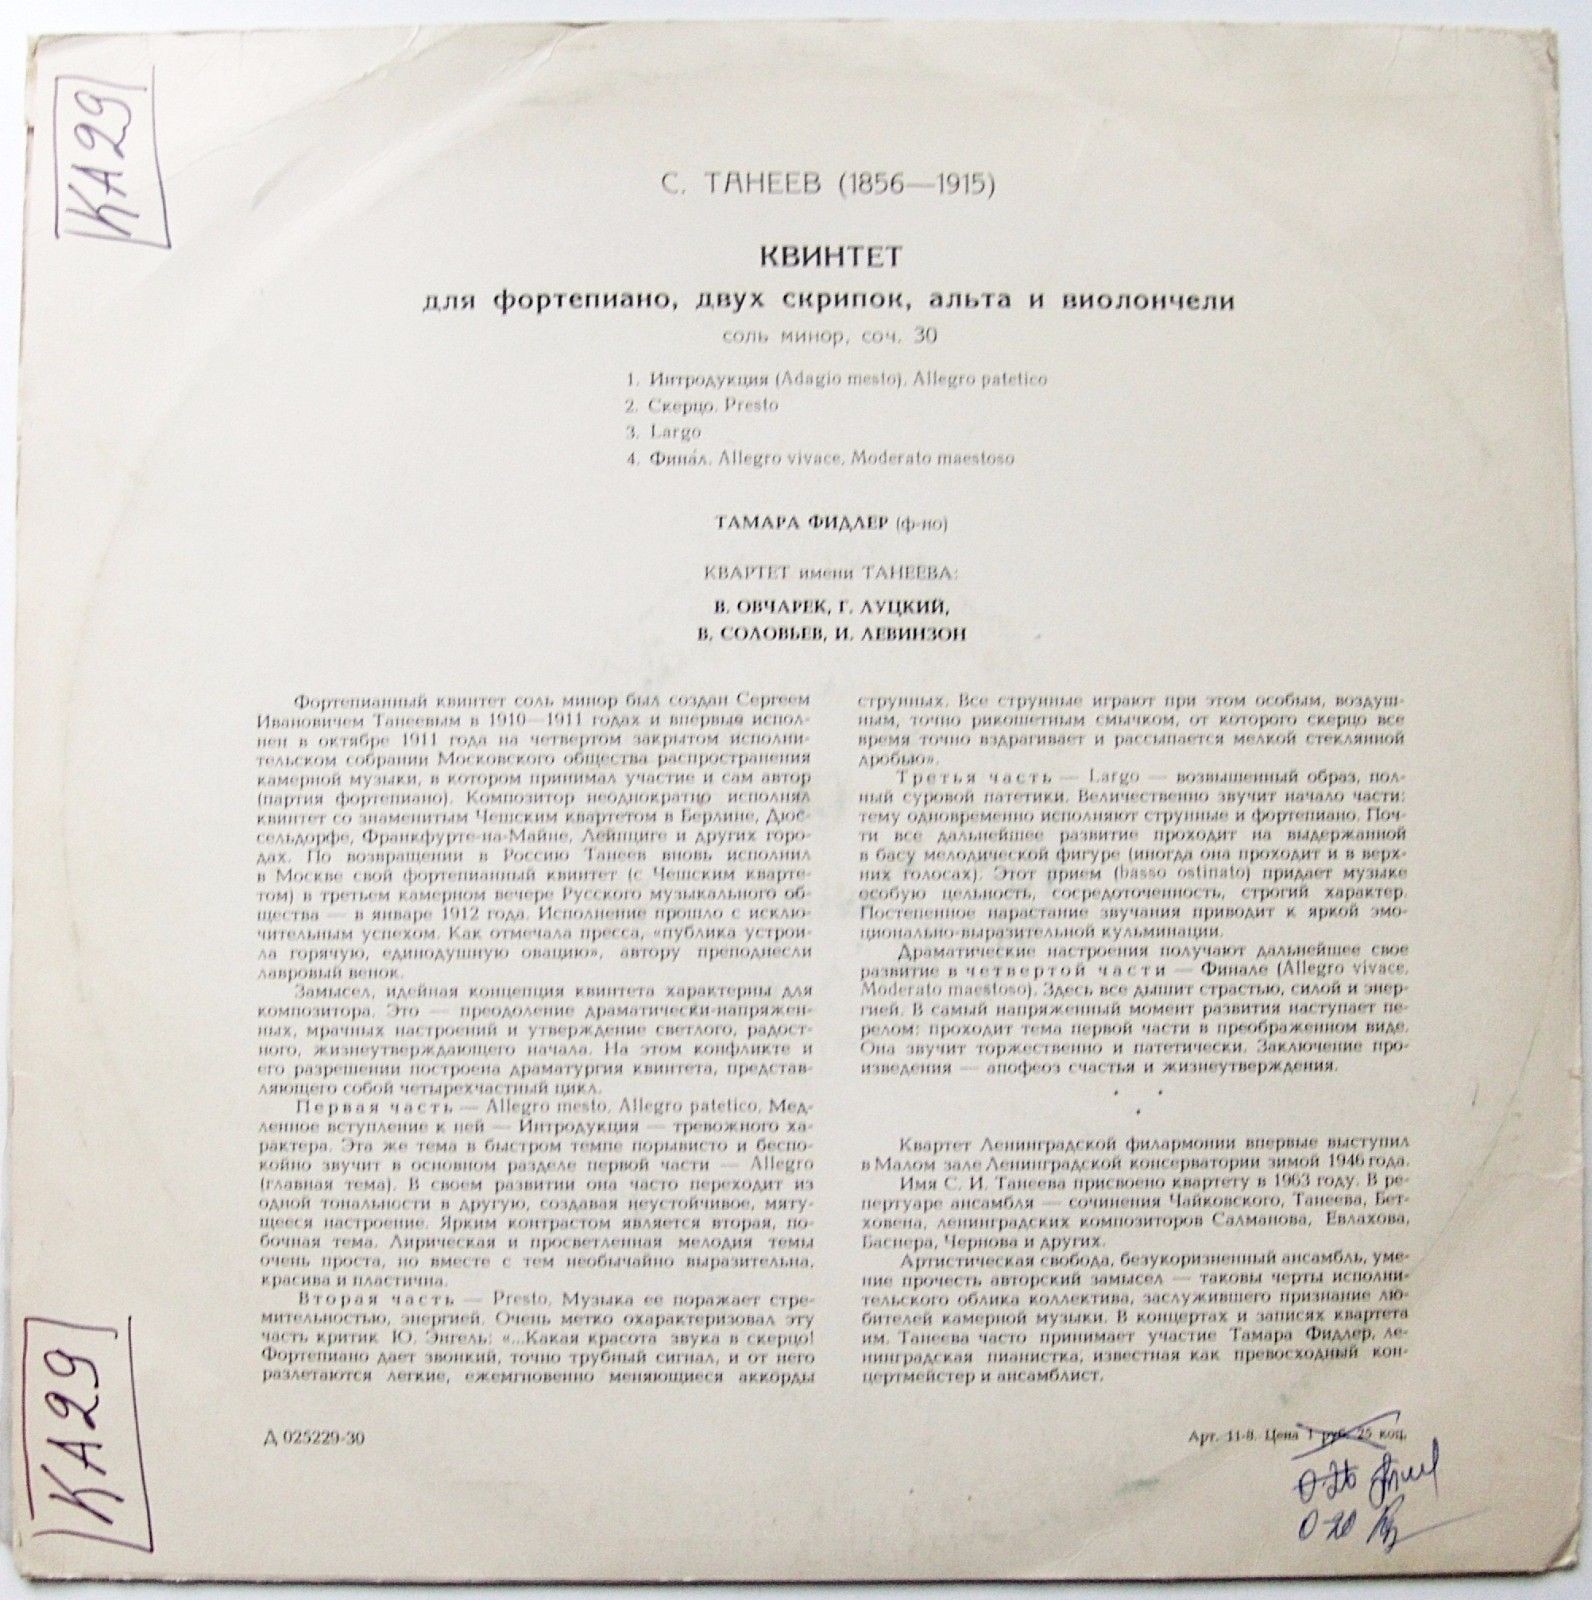 КА29
С. ТАНЕЕВ (1856—1915)
КВИНТЕТ
для фортепиано, двух скрипок, альта и виолончели
соль минор, соч. 30
1. Интродукция (Adagio mesto), Allegro patetico
2. Скерцо. Presto
3. Largo
4. Фина́л. Allegro vivace, Moderato maestoso
ТАМАРА ФИДЛЕР (ф-но)
КВАРТЕТ имени ТАНЕЕВА:
В. ОВЧАРЕК, Г. ЛУЦКИЙ,
В. СОЛОВЬЕВ, И. ЛЕВИНЗОН
Фортепианный квинтет соль минор был создан Сергеем
Ивановичем Танеевым в 1910—1911 годах и впервые испол-
нен в октябре 1911 года на четвертом закрытом исполни-
тельском собрании Московского общества распространения
камерной музыки, в котором принимал участие и сам автор
(партия фортепиано). Композитор неоднократно исполнял
квинтет со знаменитым Чешским квартетом в Берлине, Дюс-
сельдорфе, Франкфурте-на-Майне, Лейпциге и других горо-
дах. По возвращении в Россию Танеев вновь исполнил
в Москве свой фортепианный квинтет (с Чешским кварте-
том) в третьем камерном вечере Русского музыкального об-
щества — в январе 1912 года. Исполнение прошло с исклю-
чительным успехом. Как отмечала пресса, «публика устрои-
ла горячую, единодушную овацию», автору преподнесли
лавровый венок.
Замысел, идейная концепция квинтета характерны для
композитора. Это — преодоление драматически-напряжен-
ных, мрачных настроений и утверждение светлого, радост-
ного, жизнеутверждающего начала. На этом конфликте и
его разрешении построена драматургия квинтета, представ-
ляющего собой четырехчастный цикл.
Первая часть — Allegro mesto, Allegro patetico. Мед-
ленное вступление к ней — Интродукция — тревожного ха-
рактера. Эта же тема в быстром темпе порывисто и беспо-
койно звучит в основном разделе первой части — Allegro
(главная тема). В своем развитии она часто переходит из
одной тональности в другую, создавая неустойчивое, мяту-
щееся настроение. Ярким контрастом является вторая, по-
бочная тема. Лирическая и просветленная мелодия темы
очень проста, но вместе с тем необычайно выразительна,
красива и пластична.
Вторая часть — Presto. Музыка ее поражает стре-
мительностью, энергией. Очень метко охарактеризовал эту
часть критик Ю. Энгель: «...Какая красота звука в скерцо!
Фортепиано дает звонкий, точно трубный сигнал, и от него
разлетаются легкие, ежемгновенно меняющиеся аккорды
струнных. Все струнные играют при этом особым, воздуш-
ным, точно рикошетным смычком, от которого скерцо все
время точно вздрагивает и рассыпается мелкой стеклянной
дробью».
Третья часть — Largo — возвышенный образ, пол-
ный суровой патетики. Величественно звучит начало части:
тему одновременно исполняют струнные и фортепиано. Поч-
ти все дальнейшее развитие проходит на выдержанной
в басу мелодической фигуре (иногда она проходит и в верх-
них голосах). Этот прием (basso ostinato) придает музыке
особую цельность, сосредоточенность, строгий характер.
Постепенное нарастание звучания приводит к яркой эмо-
ционально-выразительной кульминации.
Драматические настроения получают дальнейшее свое
развитие в четвертой части — Финале (Allegro vivace,
Moderato maestoso). Здесь все дышит страстью, силой и энер-
гией. В самый напряженный момент развития наступает пе-
релом: проходит тема первой части в преображенном виде.
Она звучит торжественно и патетически. Заключение про-
изведения — апофеоз счастья и жизнеутверждения.
Квартет Ленинградской филармонии впервые выступил
в Малом зале Ленинградской консерватории зимой 1946 года.
Имя С. И. Танеева присвоено квартету в 1963 году. В ре-
пертуаре ансамбля — сочинения Чайковского, Танеева, Бет-
ховена, ленинградских композиторов Салманова, Евлахова,
Баснера, Чернова и других.
Артистическая свобода, безукоризненный ансамбль, уме-
ние прочесть авторский замысел — таковы черты исполни-
тельского облика коллектива, заслужившего признание лю-
бителей камерной музыки. В концертах и записях квартета
им. Танеева часто принимает участие Тамара Фидлер, ле-
нинградская пианистка, известная как превосходный кон-
цертмейстер и ансамблист.
КА29
Д 025229-30
Арт. 11-8. Цена 1 руб. 25 коп.